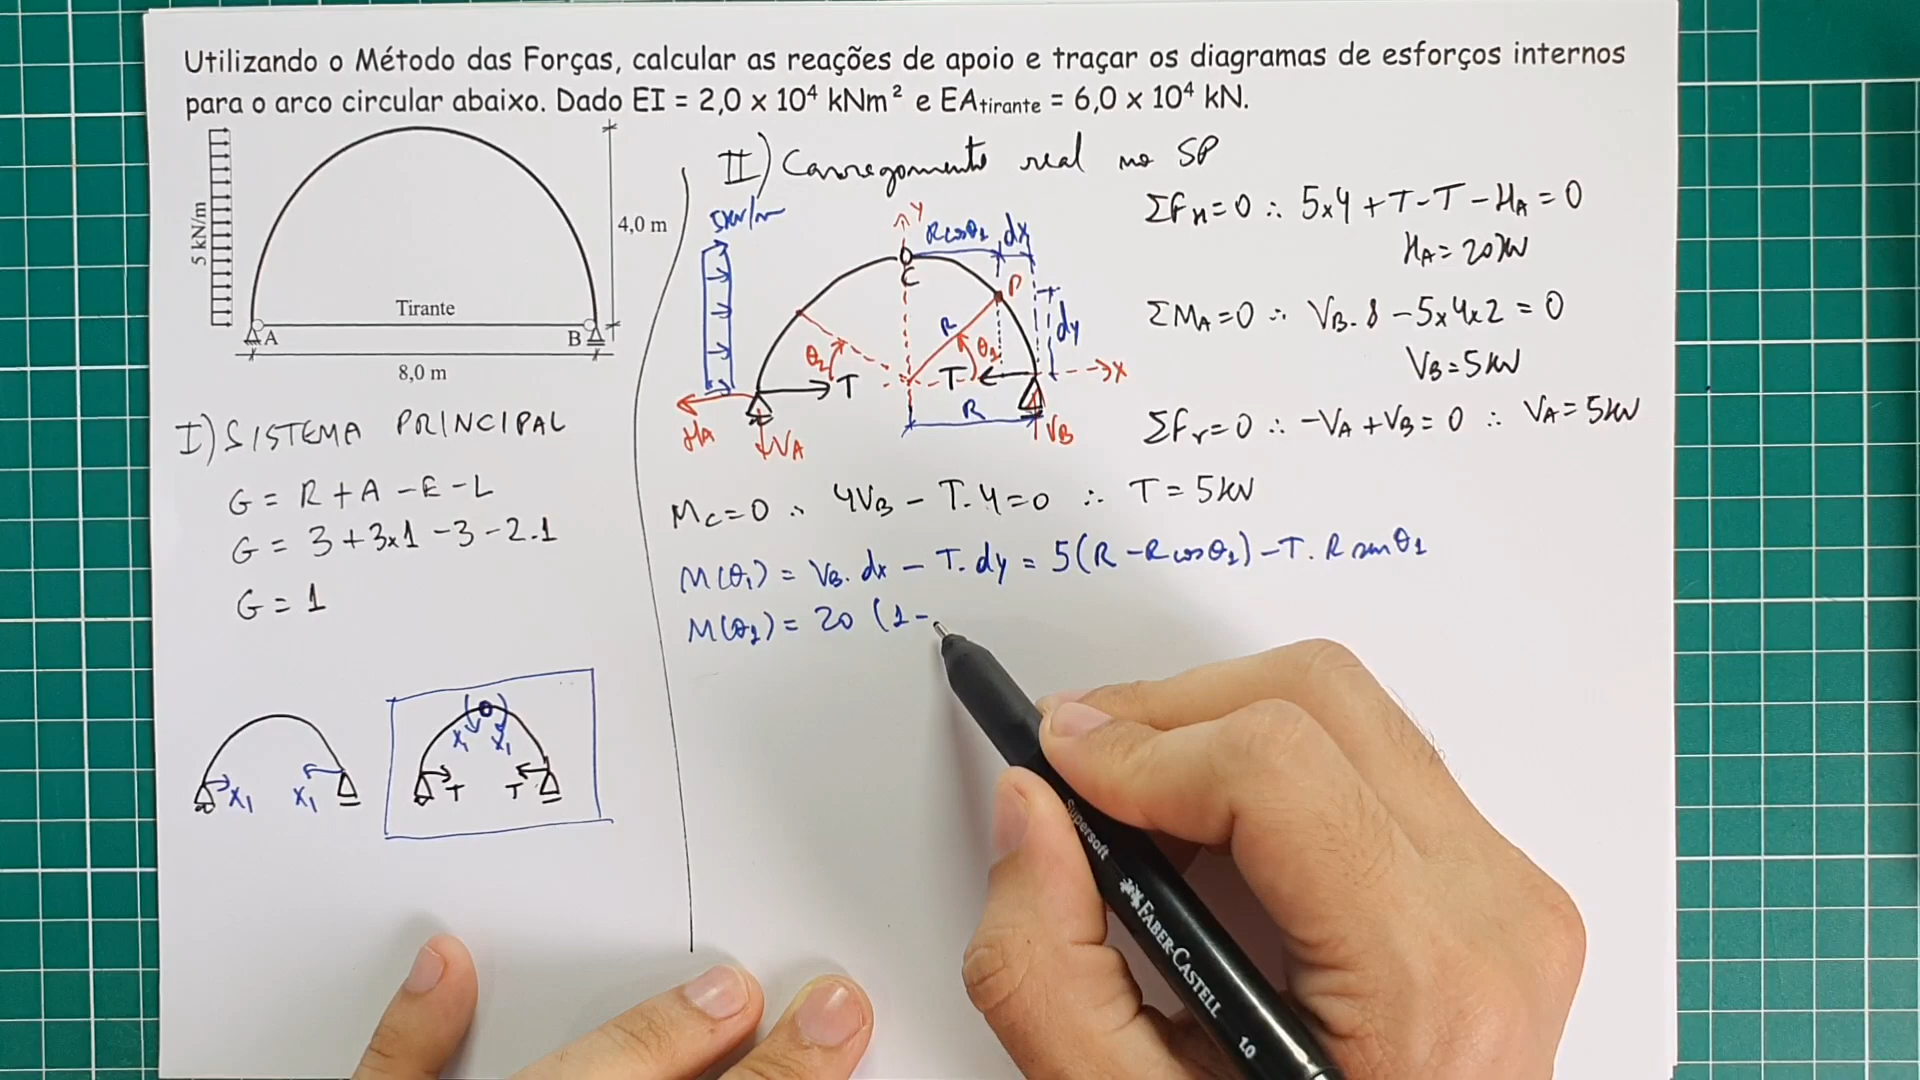 Utilizando o Método das Forças, calcular as reações de apoio e traçar os diagramas de esforços internos
para o arco circular abaixo. Dado EI = 2,0 x 10⁴ kNm² e EAtirante = 6,0 x 10⁴ kN.
5 kN/m
4,0 m
Tirante
A
B
8,0 m
I) SISTEMA PRINCIPAL
G = R + A - E - L
G = 3 + 3x1 - 3 - 2.1
G = 1
X1 X1
X1 X1
T T
II) Carregamento real no SP
5kN/m
Y
Rcosθ1 dx
C
P
R
dy
θ2
θ1
T T
X
R
HA
VA
VB
ΣFx=0 ∴ 5x4 + T - T - HA = 0
HA = 20kN
ΣMA=0 ∴ VB. 8 - 5x4x2 = 0
VB = 5kN
ΣFy=0 ∴ -VA + VB = 0 ∴ VA = 5kN
Mc=0 ∴ 4VB - T.4=0 ∴ T = 5kN
M(θ1) = VB. dx - T. dy = 5(R - Rcosθ1) - T. R senθ1
M(θ1) = 20 (1-
Supersoft
FABER-CASTELL
1.0